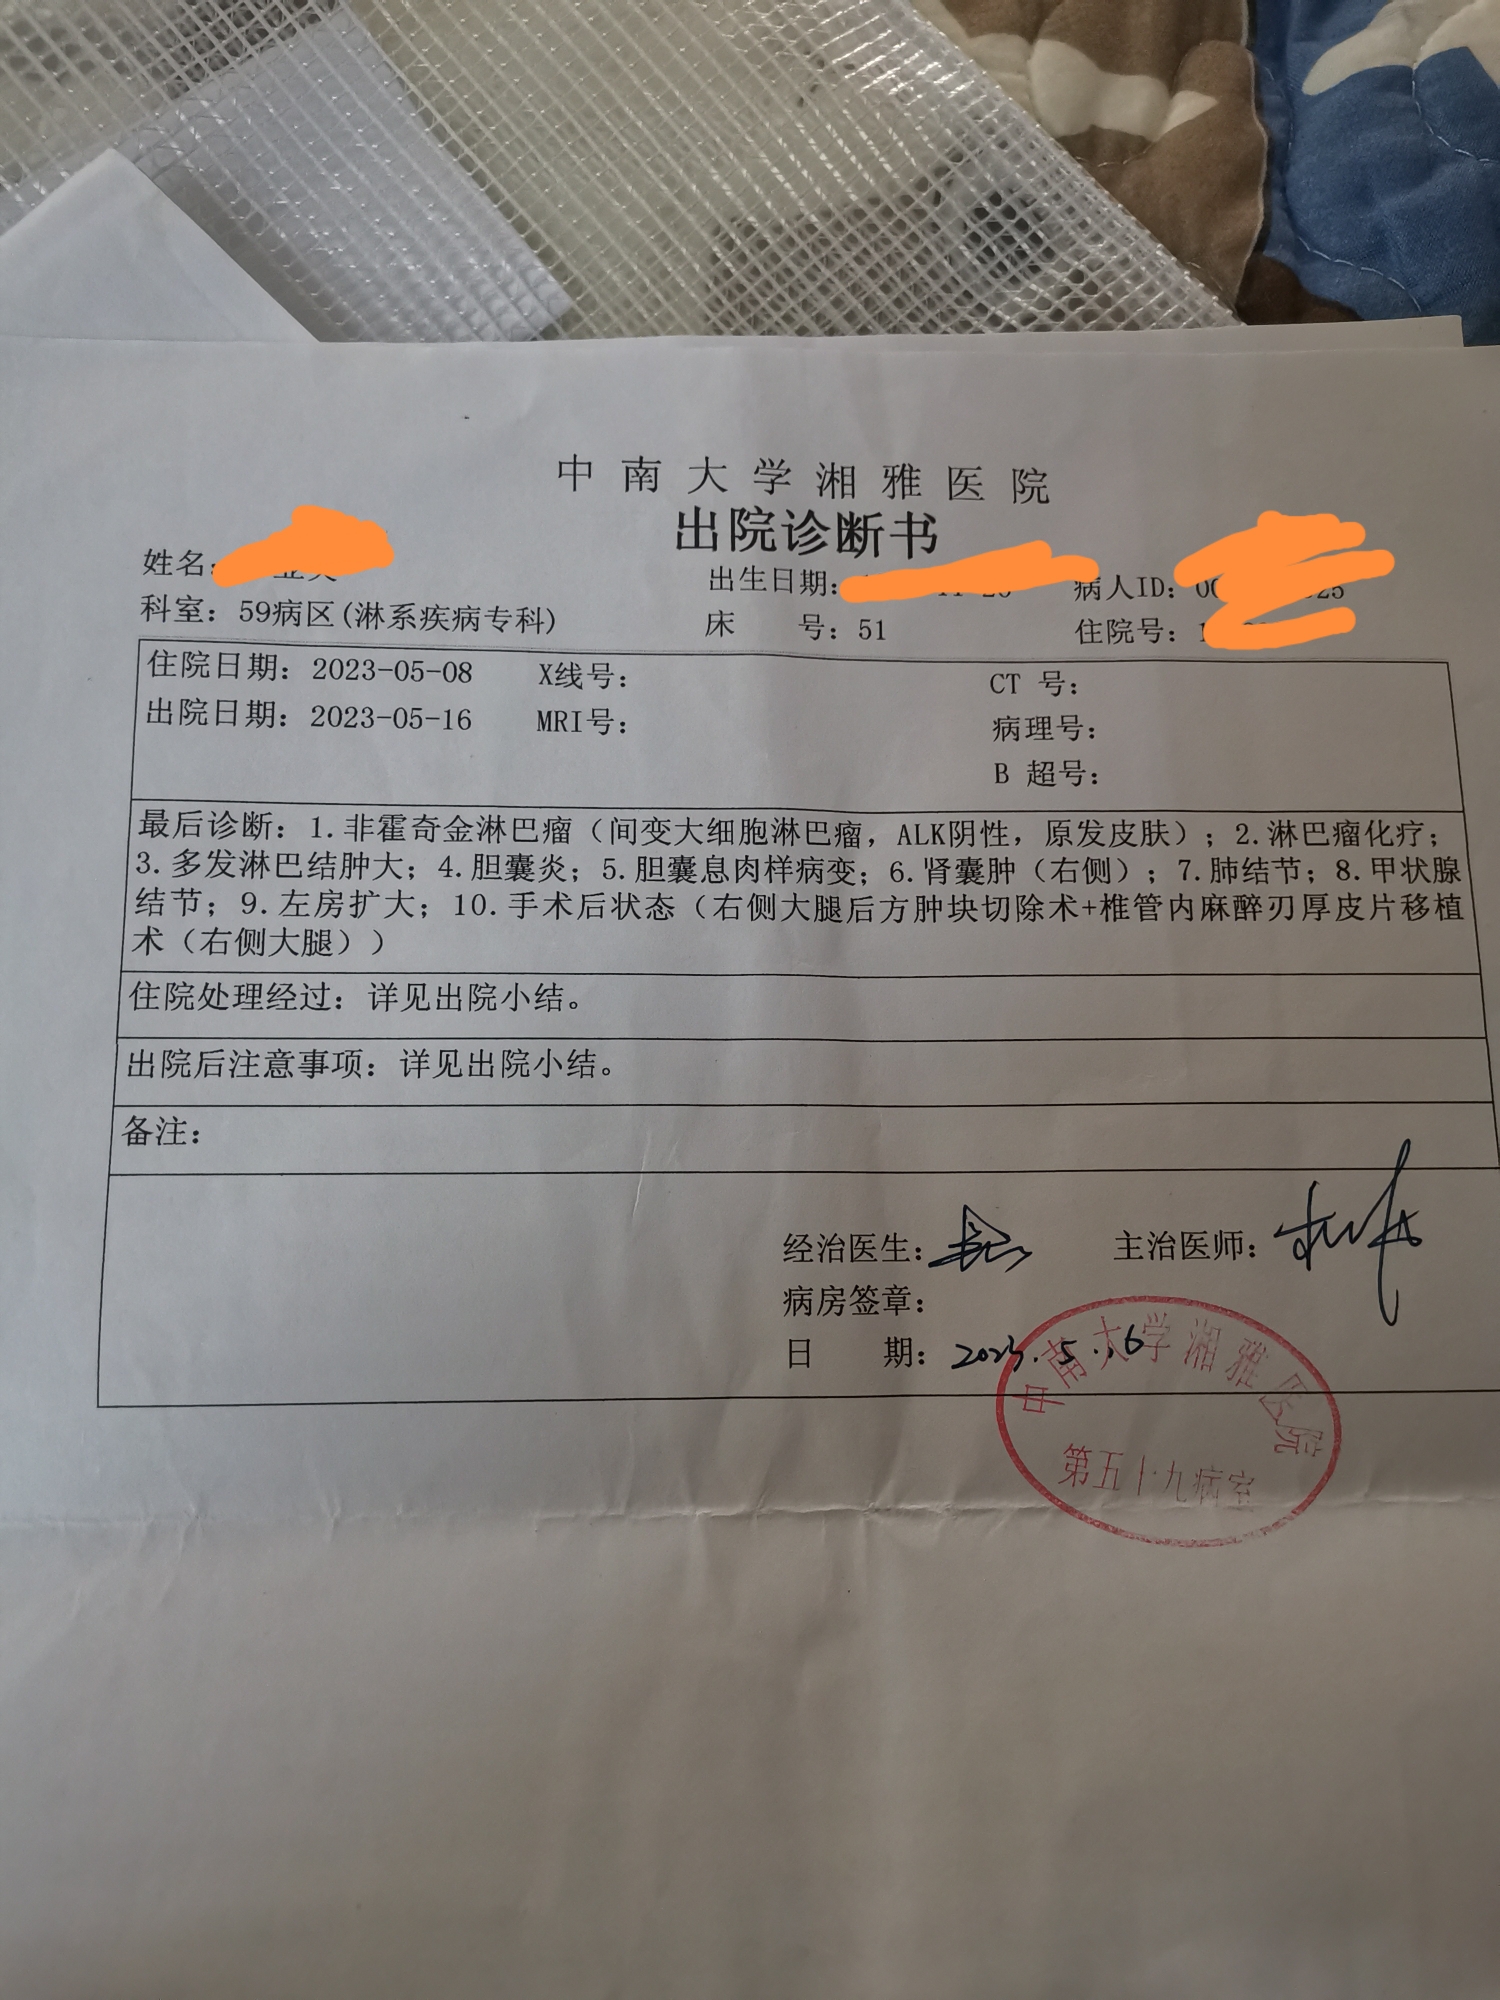 中南大学湘雅医院
出院诊断书
姓名:
出生日期:
病人ID:
科室: 59病区(淋系疾病专科)
床 号: 51
住院号:
住院日期: 2023-05-08 X线号: CT 号:
出院日期: 2023-05-16 MRI号: 病理号:
B 超号:
最后诊断: 1.非霍奇金淋巴瘤（间变大细胞淋巴瘤，ALK阴性，原发皮肤）；2.淋巴瘤化疗；
3.多发淋巴结肿大；4.胆囊炎；5.胆囊息肉样病变；6.肾囊肿（右侧）；7.肺结节；8.甲状腺
结节；9.左房扩大；10.手术后状态（右侧大腿后方肿块切除术+椎管内麻醉刃厚皮片移植
术（右侧大腿））
住院处理经过: 详见出院小结。
出院后注意事项: 详见出院小结。
备注:
经治医生: 主治医师:
病房签章:
日 期: 2023.5.16
中南大学湘雅医院
第五十九病室